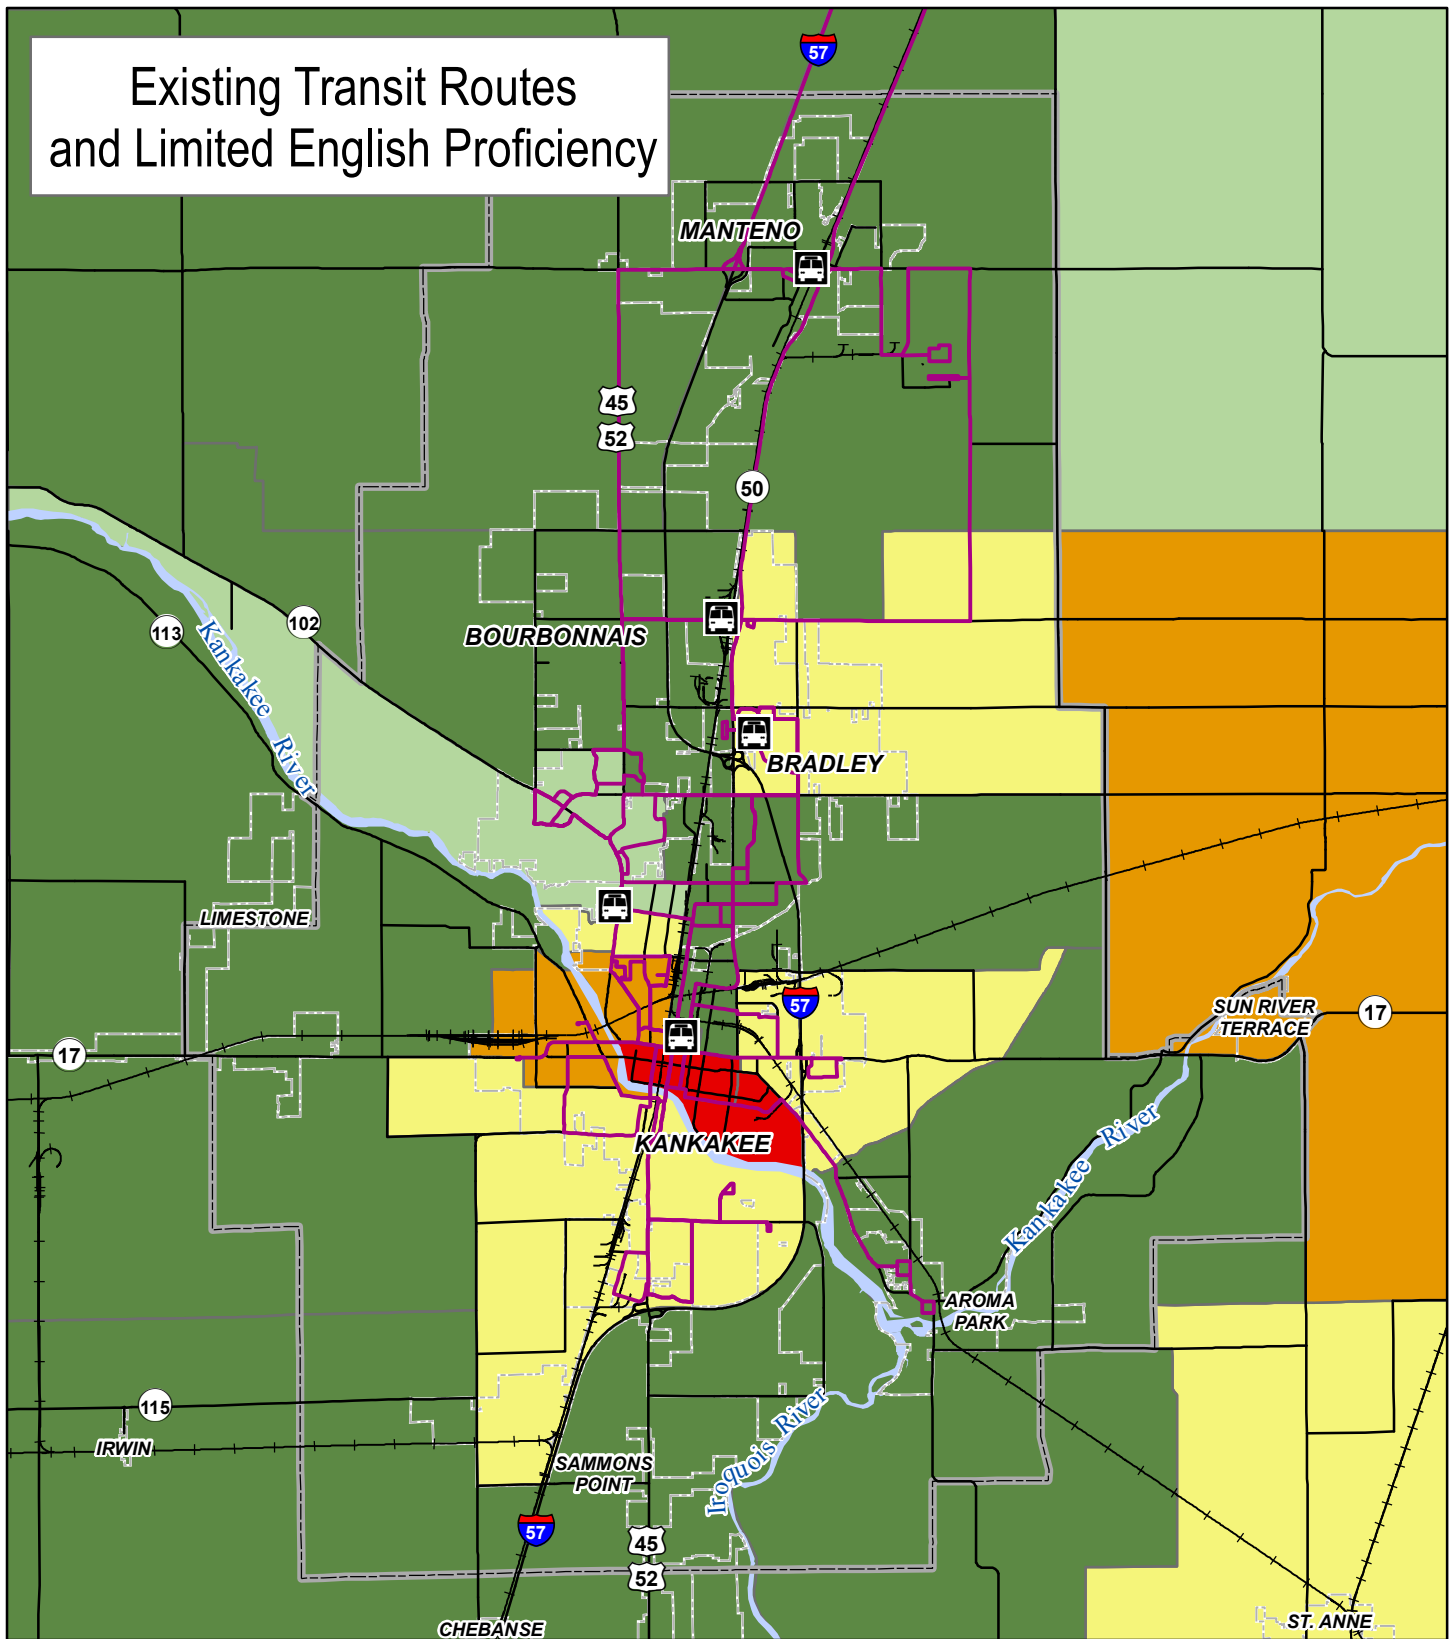 Existing Transit Routes
and Limited English Proficiency
57
MANTENO
45
52
50
113
102
BOURBONNAIS
Kankakee
River
BRADLEY
LIMESTONE
57
SUN RIVER
TERRACE
17
17
KANKAKEE
Kankakee River
AROMA
PARK
115
IRWIN
Iroquois River
SAMMONS
POINT
57
45
52
CHEBANSE
ST. ANNE